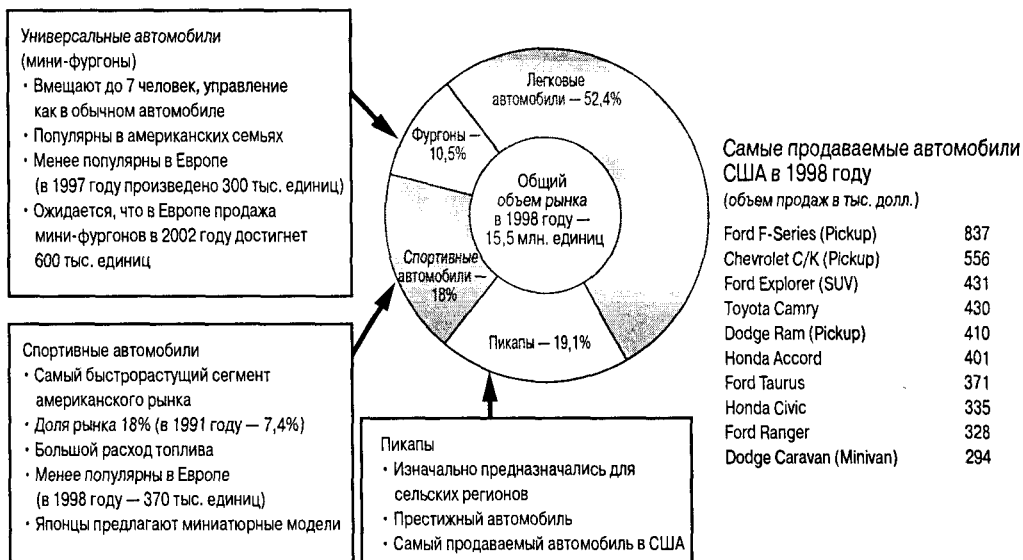 Универсальные автомобили
(мини-фургоны)
• Вмещают до 7 человек, управление
как в обычном автомобиле
• Популярны в американских семьях
• Менее популярны в Европе
(в 1997 году произведено 300 тыс. единиц)
• Ожидается, что в Европе продажа
мини-фургонов в 2002 году достигнет
600 тыс. единиц
Спортивные автомобили
• Самый быстрорастущий сегмент
американского рынка
• Доля рынка 18% (в 1991 году — 7,4%)
• Большой расход топлива
• Менее популярны в Европе
(в 1998 году — 370 тыс. единиц)
• Японцы предлагают миниатюрные модели
Легковые
автомобили — 52,4%
Фургоны —
10,5%
Общий
объем рынка
в 1998 году —
15,5 млн. единиц
Спортивные
автомобили —
18%
Пикапы — 19,1%
Пикапы
• Изначально предназначались для
сельских регионов
• Престижный автомобиль
• Самый продаваемый автомобиль в США
Самые продаваемые автомобили
США в 1998 году
(объем продаж в тыс. долл.)
Ford F-Series (Pickup) 837
Chevrolet C/K (Pickup) 556
Ford Explorer (SUV) 431
Toyota Camry 430
Dodge Ram (Pickup) 410
Honda Accord 401
Ford Taurus 371
Honda Civic 335
Ford Ranger 328
Dodge Caravan (Minivan) 294